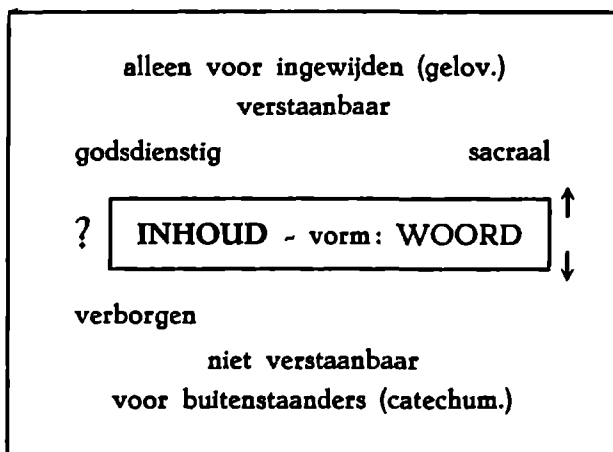 alleen voor ingewijden (gelov.)
verstaanbaar
godsdienstig sacraal
? INHOUD - vorm: WOORD
verborgen
niet verstaanbaar
voor buitenstaanders (catechum.)